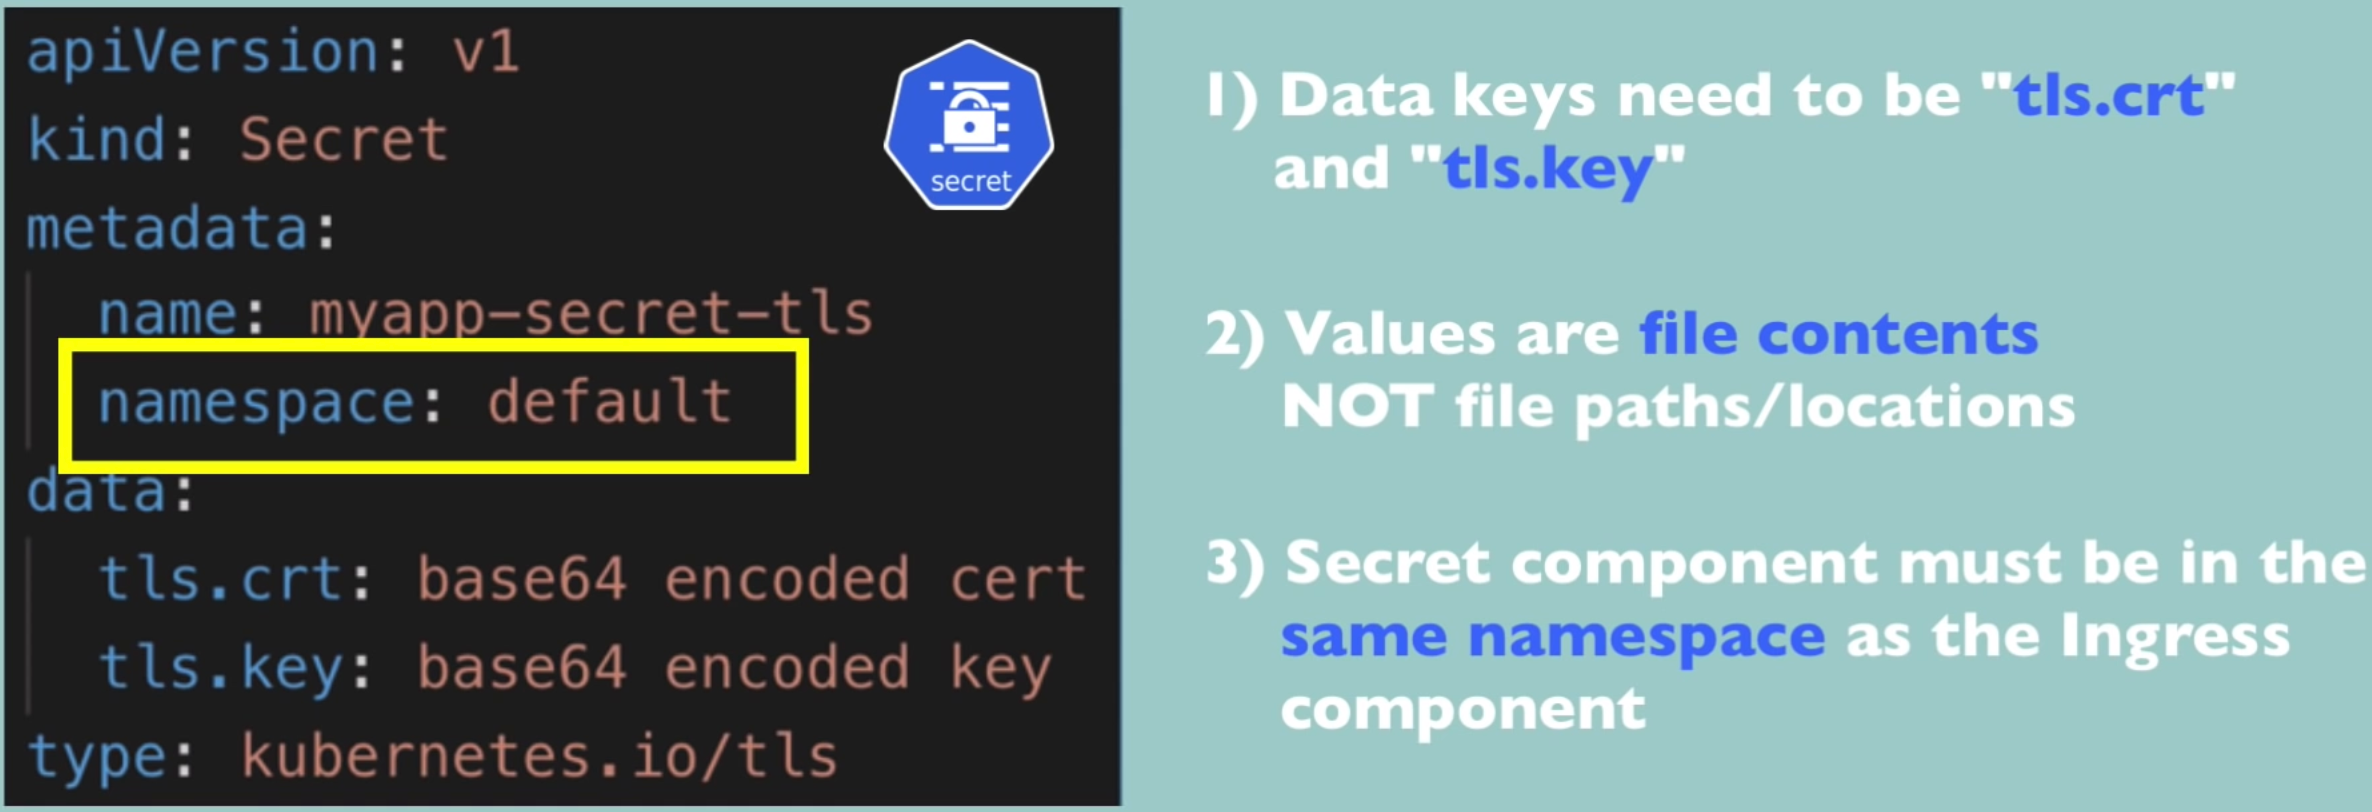 apiVersion: v1
kind: Secret
metadata:
name: myapp-secret-tls
namespace: default
data:
tls.crt: base64 encoded cert
tls.key: base64 encoded key
type: kubernetes.io/tls
secret
1) Data keys need to be "tls.crt"
and "tls.key"
2) Values are file contents
NOT file paths/locations
3) Secret component must be in the
same namespace as the Ingress
component